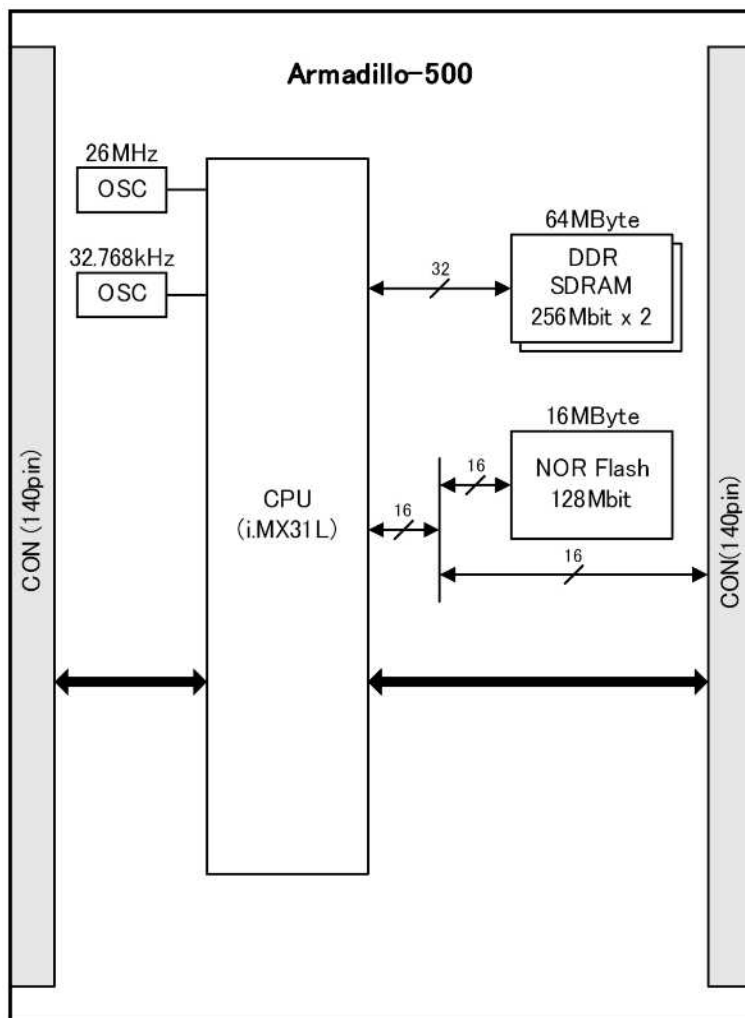 Armadillo-500
26MHz
OSC
32.768kHz
OSC
64MByte
DDR
SDRAM
256Mbit x 2
32
16MByte
NOR Flash
128Mbit
16
16
16
CPU
(i.MX31L)
CON (140pin)
CON(140pin)